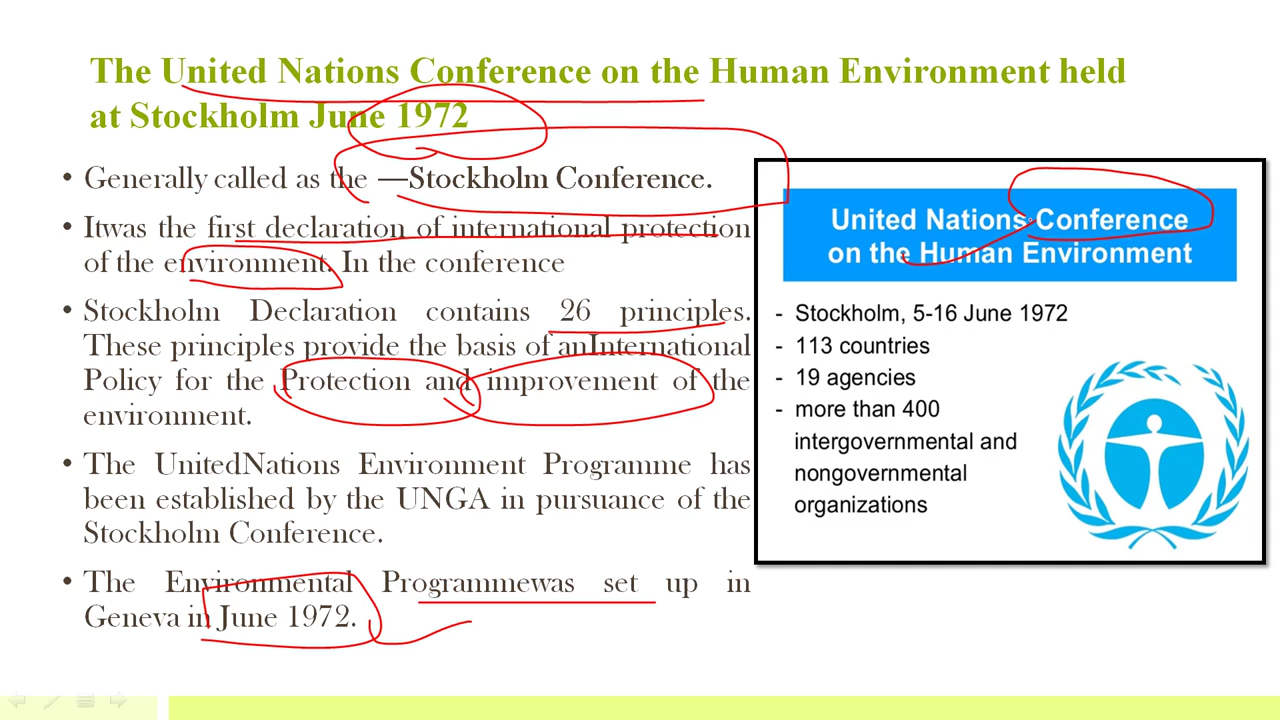 The United Nations Conference on the Human Environment held
at Stockholm June 1972
• Generally called as the —Stockholm Conference.
• Itwas the first declaration of international protection
of the environment. In the conference
• Stockholm Declaration contains 26 principles.
These principles provide the basis of anInternational
Policy for the Protection and improvement of the
environment.
• The UnitedNations Environment Programme has
been established by the UNGA in pursuance of the
Stockholm Conference.
• The Environmental Programmewas set up in
Geneva in June 1972.
United Nations Conference
on the Human Environment
- Stockholm, 5-16 June 1972
- 113 countries
- 19 agencies
- more than 400
intergovernmental and
nongovernmental
organizations